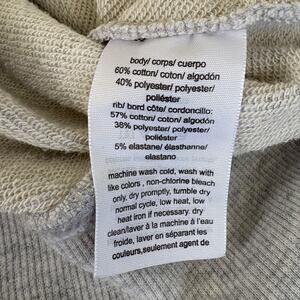 body/ corps/ cuerpo
60% cotton/ coton/ algodón
40% polyester/ polyester/
poliéster
rib/ bord côte/ cordoncillo:
57% cotton/ coton/ algodón
38% polyester/ polyester/
poliéster
5% elastane/ élasthanne/
elastano
machine wash cold, wash with
like colors , non-chlorine bleach
only, dry promptly, tumble dry
normal cycle, low heat, low
heat iron if necessary. dry
clean/laver à la machine à l'eau
froide, laver en séparant les
couleurs,seulement agent de